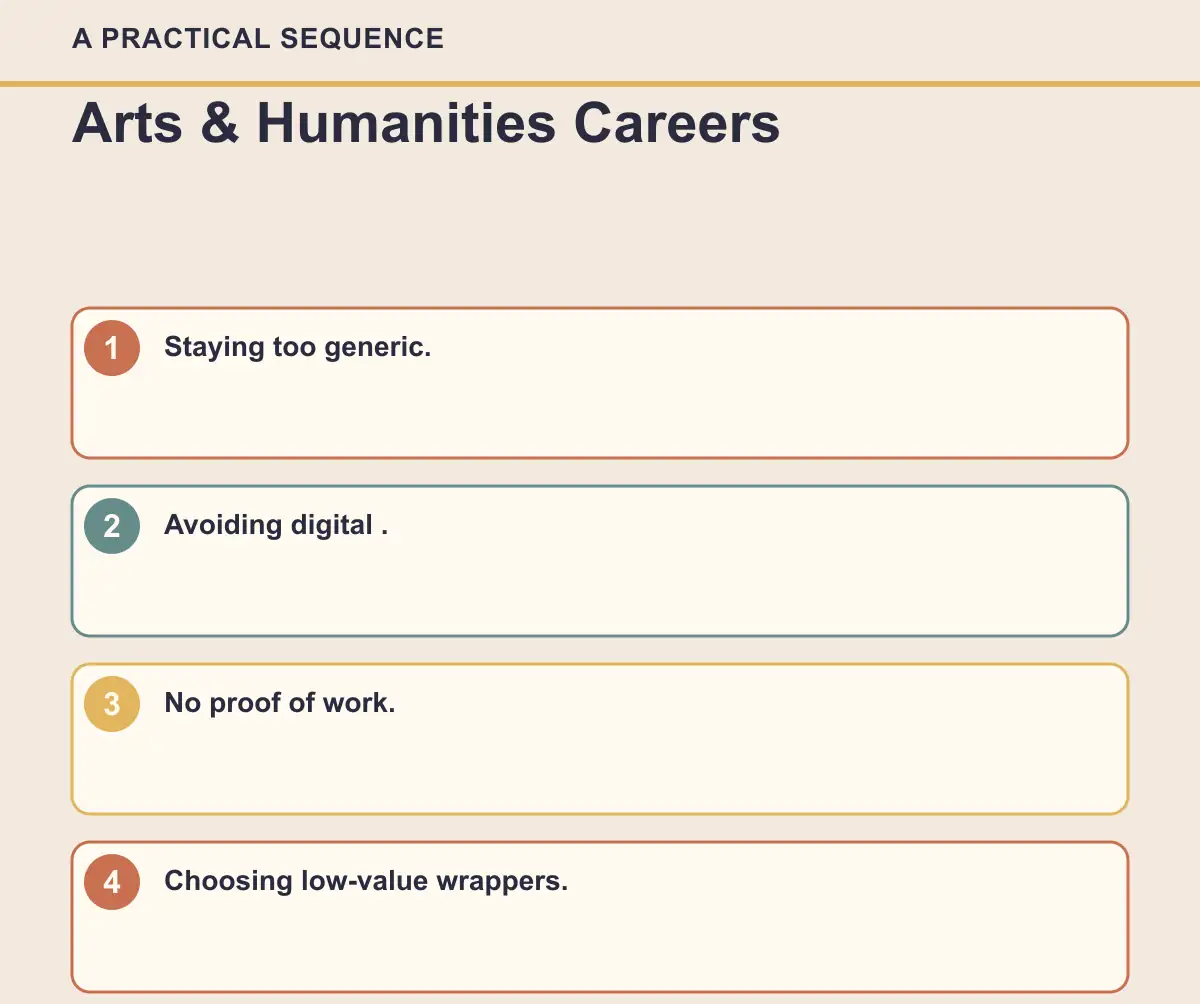 A PRACTICAL SEQUENCE
Arts & Humanities Careers
1 Staying too generic.
2 Avoiding digital .
3 No proof of work.
4 Choosing low-value wrappers.